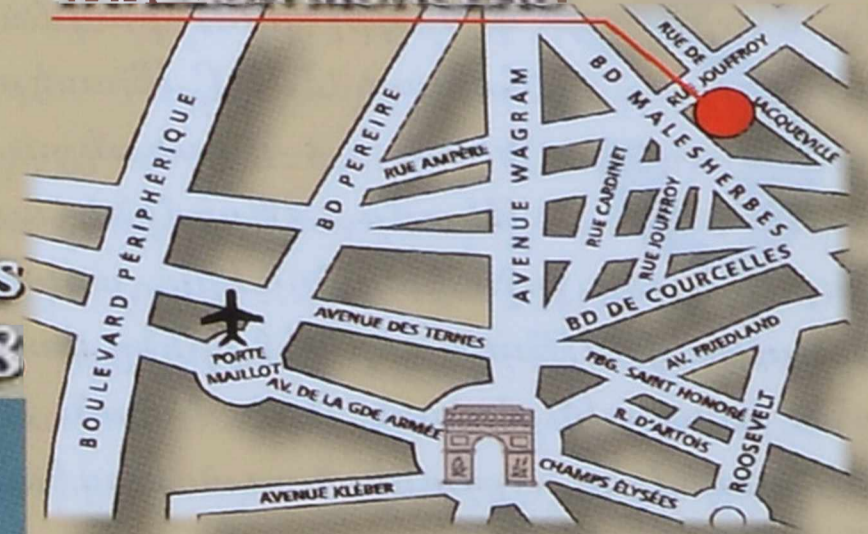 RUE DE
RUE JOUFFROY
JACQUEVILLE
BD MALESHERBES
BOULEVARD PÉRIPHÉRIQUE
BD PEREIRE
AVENUE WAGRAM
RUE AMPÈRE
RUE CARDINET
RUE JOUFFROY
BD DE COURCELLES
AVENUE DES TERNES
PORTE
MAILLOT
AV. FRIEDLAND
FBG. SAINT HONORÉ
R. D'ARTOIS
AV. DE LA GDE ARMÉE
ROOSEVELT
CHAMPS ÉLYSÉES
AVENUE KLÉBER
S
8